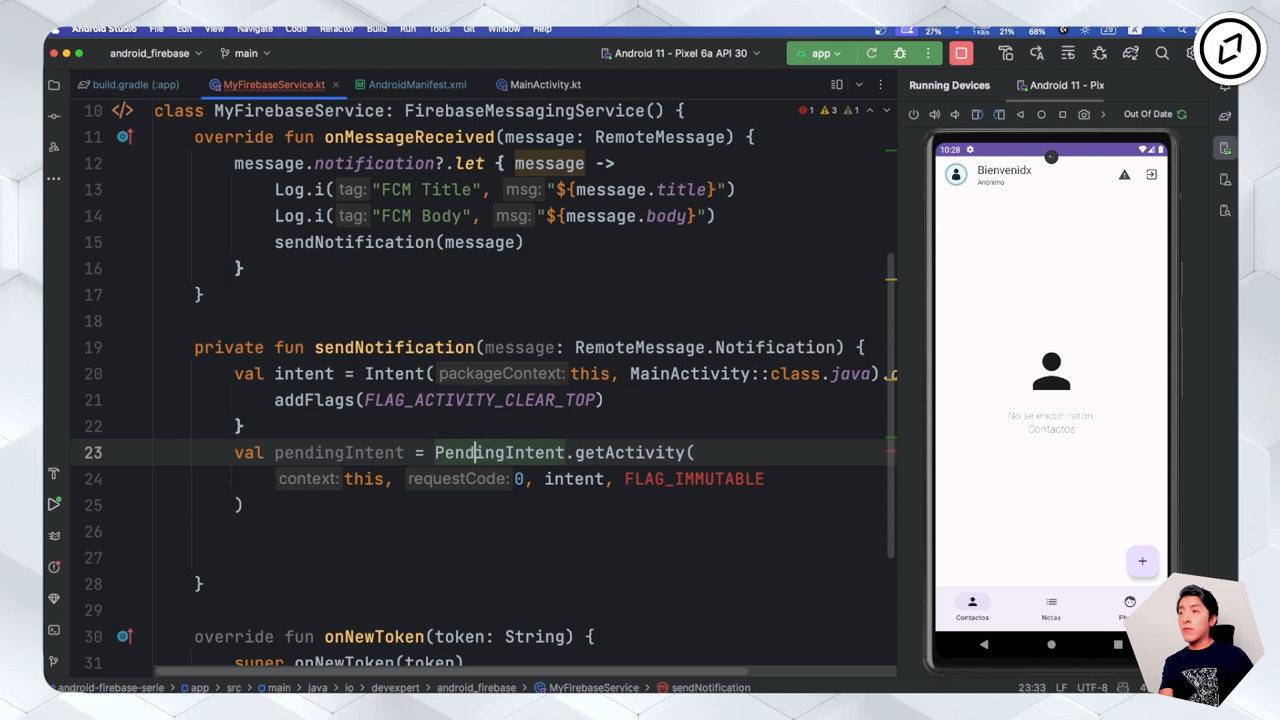 Android Studio File Edit View Navigate Code Refactor Build Run Tools Git Window Help 27% 21% 68%
android_firebase main Android 11 - Pixel 6a API 30 app
build.gradle (:app) MyFirebaseService.kt AndroidManifest.xml MainActivity.kt Running Devices Android 11 - Pix
10 class MyFirebaseService: FirebaseMessagingService() { 1 3 1
11 override fun onMessageReceived(message: RemoteMessage) {
12 message.notification?.let { message ->
13 Log.i( tag: "FCM Title", msg: "${message.title}")
14 Log.i( tag: "FCM Body", msg: "${message.body}")
15 sendNotification(message)
16 }
17 }
18
19 private fun sendNotification(message: RemoteMessage.Notification) {
20 val intent = Intent( packageContext: this, MainActivity::class.java).
21 addFlags(FLAG_ACTIVITY_CLEAR_TOP)
22 }
23 val pendingIntent = PendingIntent.getActivity(
24 context: this, requestCode: 0, intent, FLAG_IMMUTABLE
25 )
26
27
28 }
29
30 override fun onNewToken(token: String) {
31 super.onNewToken(token)
Out Of Date
10:28
Bienvenidx
Anonimo
No se encontraron
Contactos
+
Contactos Notas
android-firebase-serie app src main java io devexpert android_firebase MyFirebaseService sendNotification 23:33 LF UTF-8